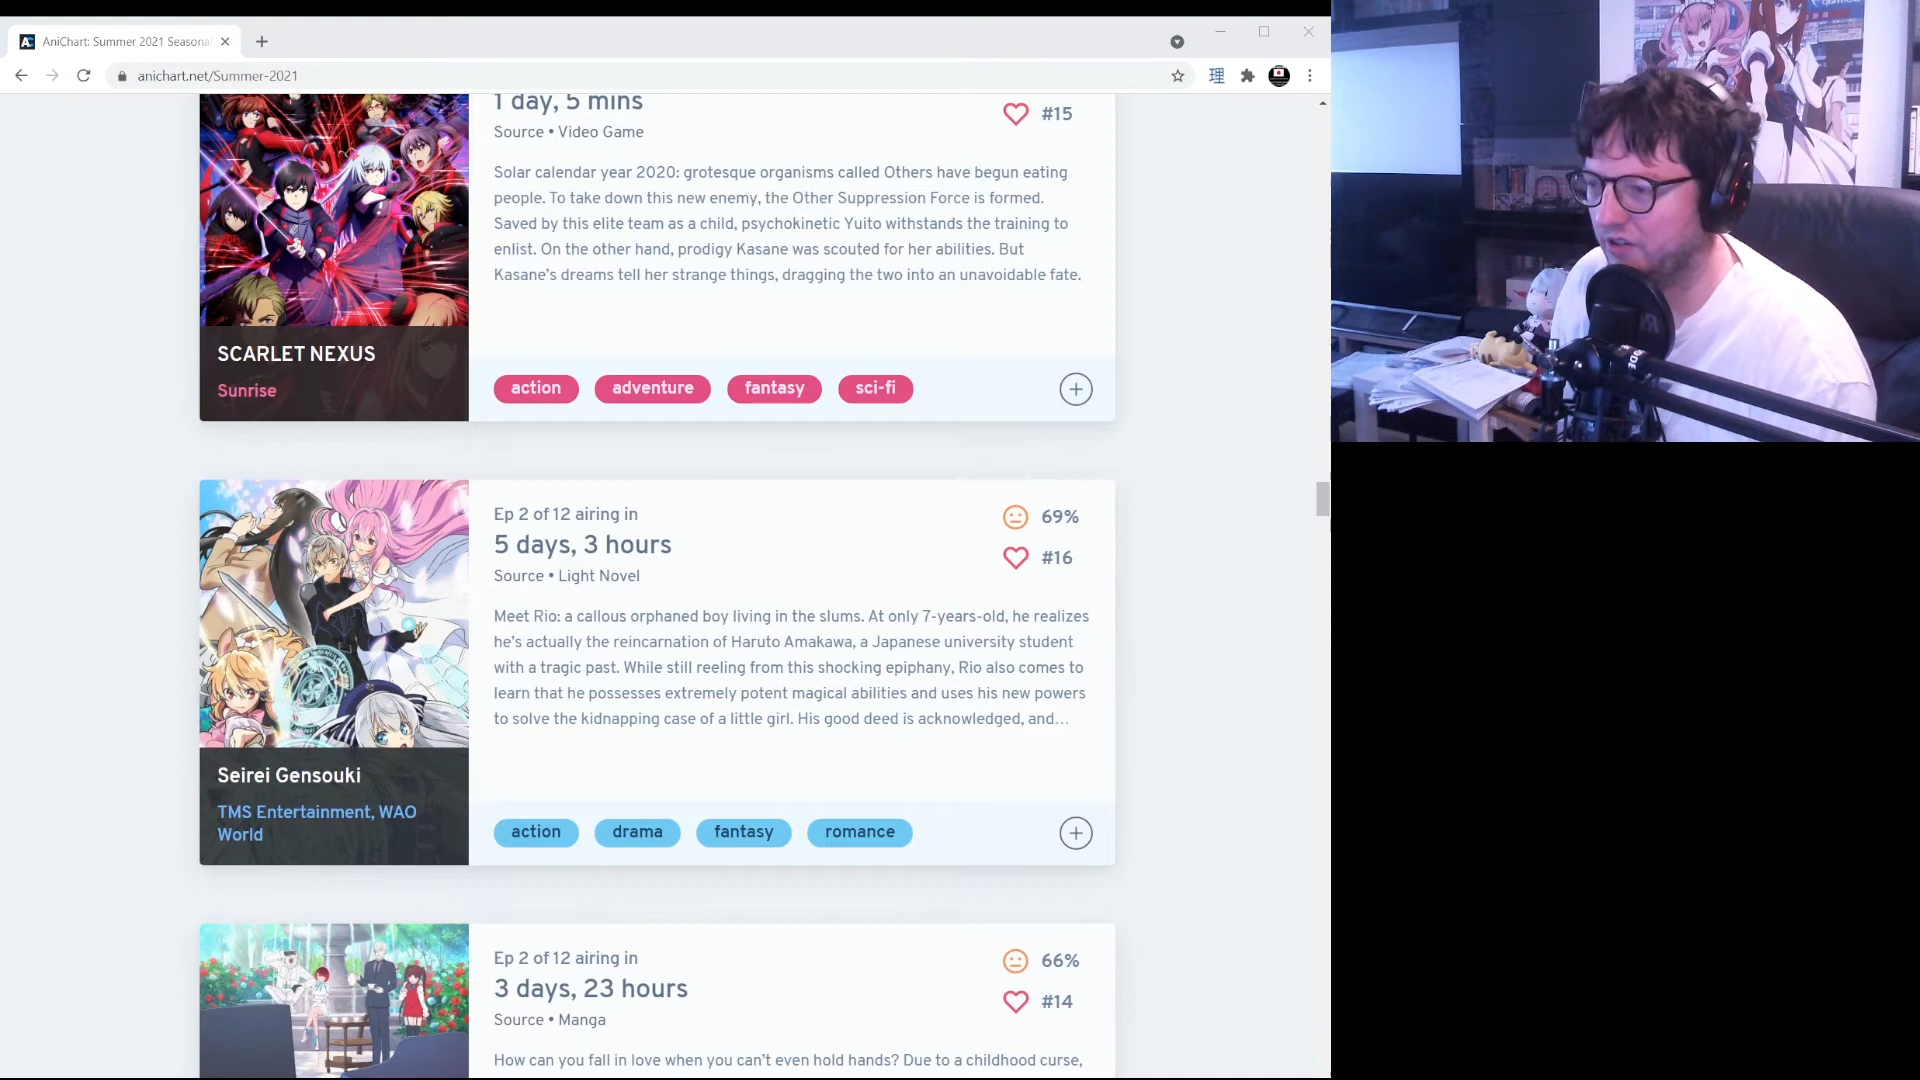 AniChart: Summer 2021 Seasona
anichart.net/Summer-2021
1 day, 5 mins
Source • Video Game
#15
Solar calendar year 2020: grotesque organisms called Others have begun eating
people. To take down this new enemy, the Other Suppression Force is formed.
Saved by this elite team as a child, psychokinetic Yuito withstands the training to
enlist. On the other hand, prodigy Kasane was scouted for her abilities. But
Kasane’s dreams tell her strange things, dragging the two into an unavoidable fate.
SCARLET NEXUS
Sunrise
action adventure fantasy sci-fi
Ep 2 of 12 airing in
5 days, 3 hours
Source • Light Novel
69%
#16
Meet Rio: a callous orphaned boy living in the slums. At only 7-years-old, he realizes
he’s actually the reincarnation of Haruto Amakawa, a Japanese university student
with a tragic past. While still reeling from this shocking epiphany, Rio also comes to
learn that he possesses extremely potent magical abilities and uses his new powers
to solve the kidnapping case of a little girl. His good deed is acknowledged, and…
Seirei Gensouki
TMS Entertainment, WAO
World
action drama fantasy romance
Ep 2 of 12 airing in
3 days, 23 hours
Source • Manga
66%
#14
How can you fall in love when you can’t even hold hands? Due to a childhood curse,